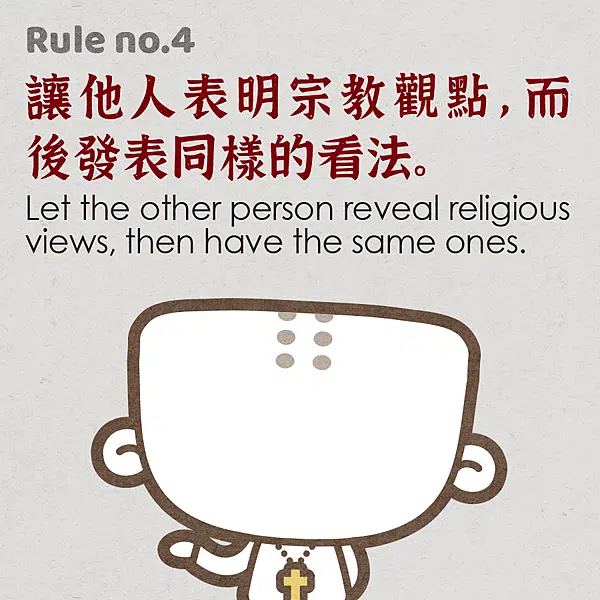 Rule no.4
讓他人表明宗教觀點,而
後發表同樣的看法。
Let the other person reveal religious
views, then have the same ones.